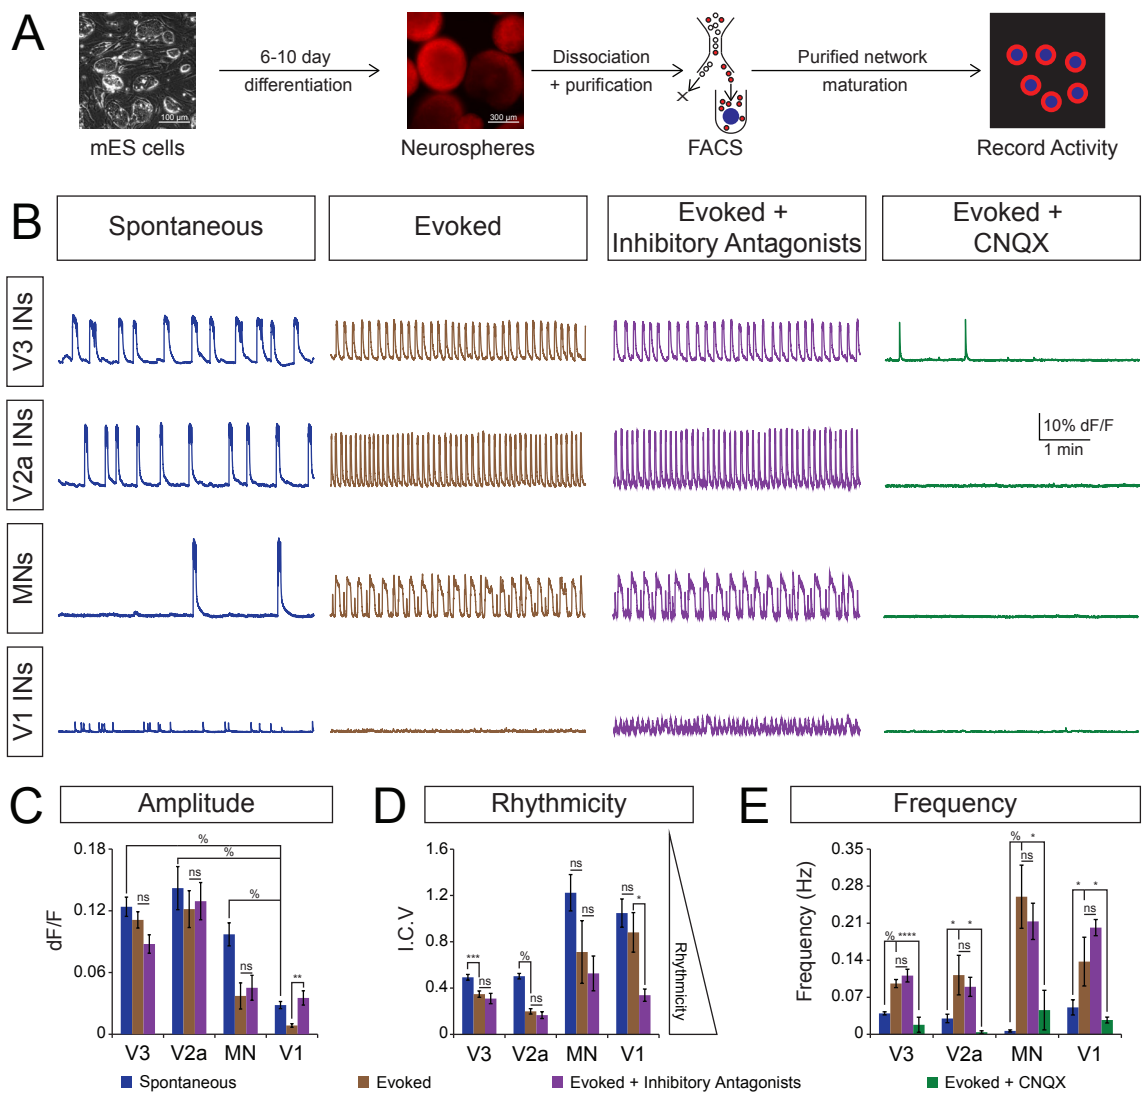 A
6-10 day
differentiation
Dissociation
+ purification
Purified network
maturation
100 µm
300 µm
mES cells
Neurospheres
FACS
Record Activity
B
Spontaneous
Evoked
Evoked +
Inhibitory Antagonists
Evoked +
CNQX
V3 INs
V2a INs
10% dF/F
1 min
MNs
V1 INs
C
Amplitude
dF/F
0.18
0.12
0.06
0
%
%
%
ns
ns
ns
**
V3
V2a
MN
V1
D
Rhythmicity
I.C.V
1.6
1.2
0.8
0.4
0
***
ns
%
ns
ns
ns
ns
*
V3
V2a
MN
V1
Rhythmicity
E
Frequency
Frequency (Hz)
0.35
0.28
0.21
0.14
0.07
0
% ****
ns
* *
ns
% *
ns
* *
ns
V3
V2a
MN
V1
Spontaneous
Evoked
Evoked + Inhibitory Antagonists
Evoked + CNQX